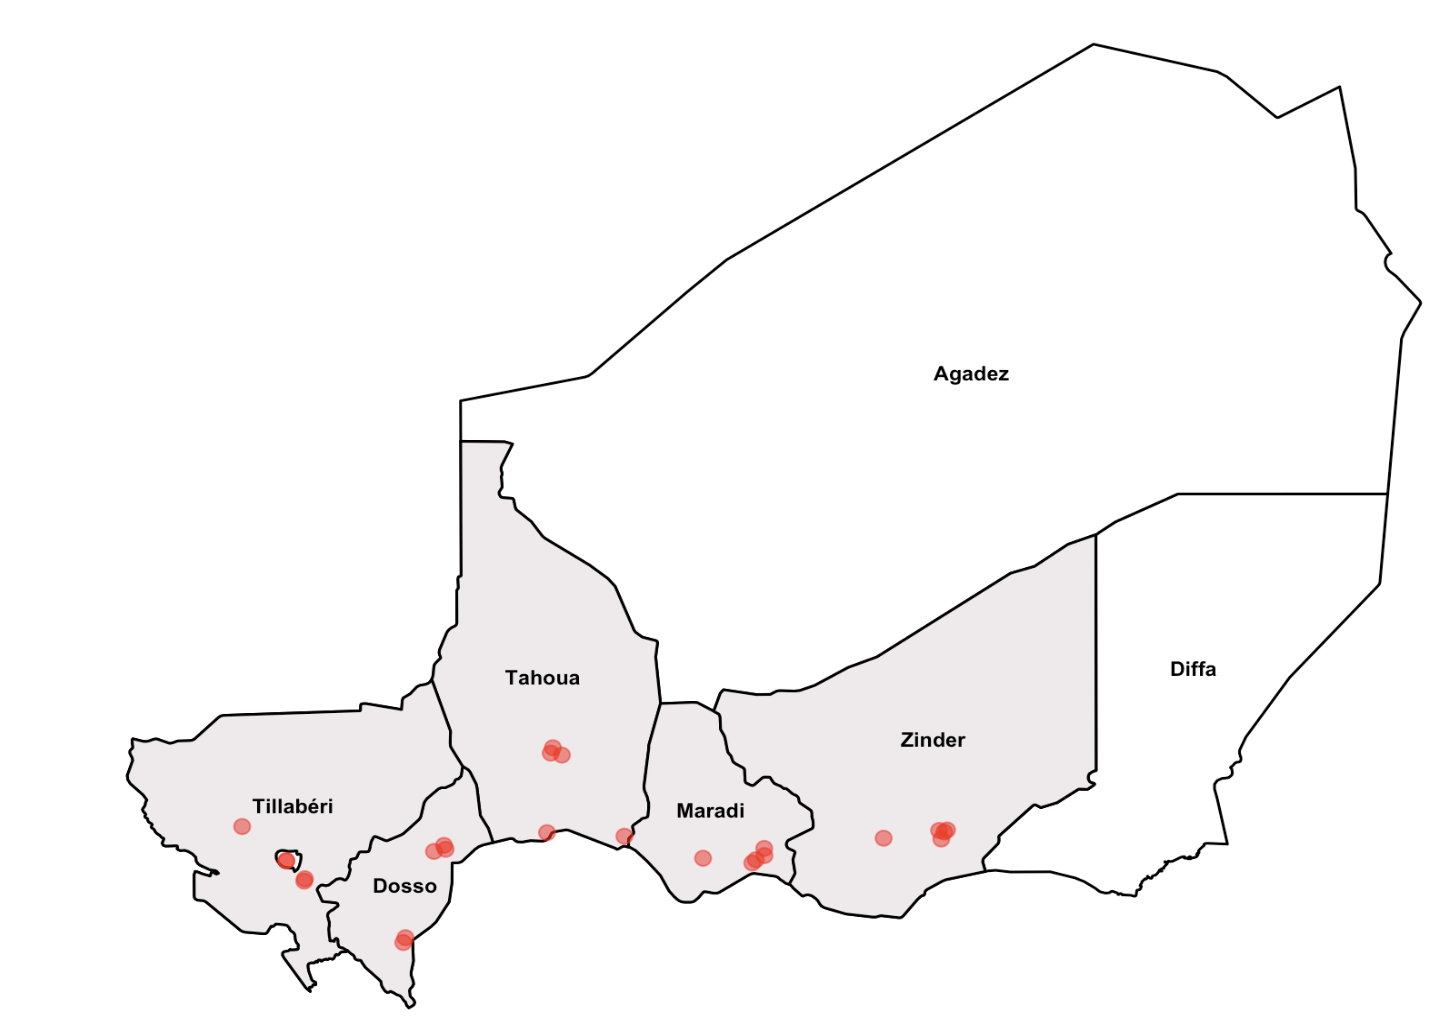 Agadez
Diffa
Tahoua
Zinder
Tillabéri
Maradi
Dosso